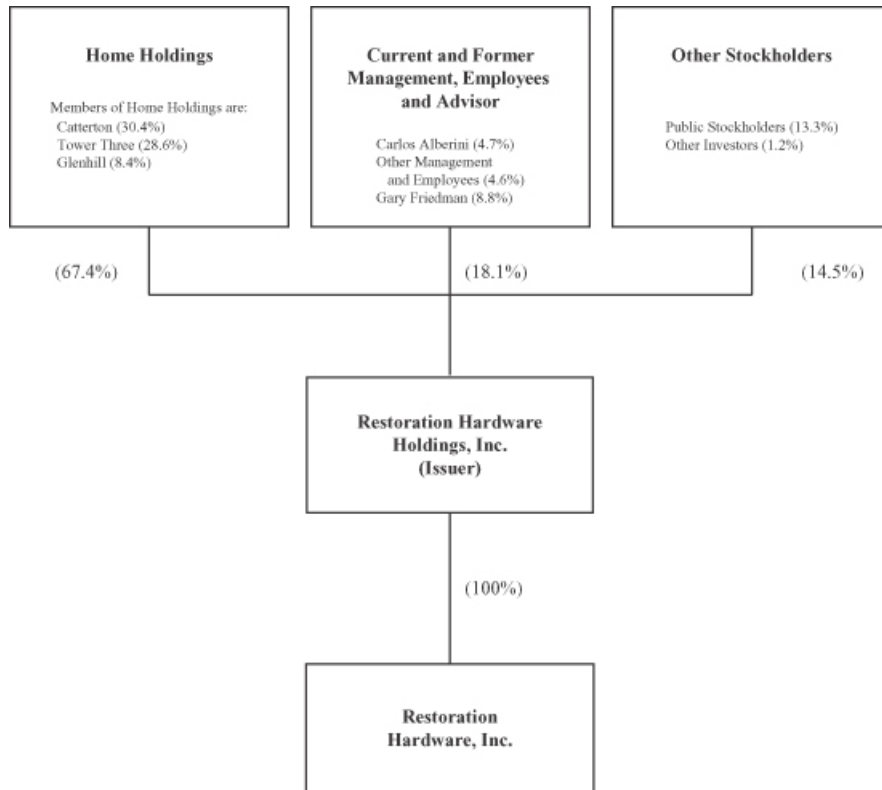 Home Holdings
Members of Home Holdings are:
Catterton (30.4%)
Tower Three (28.6%)
Glenhill (8.4%)
Current and Former
Management, Employees
and Advisor
Carlos Alberini (4.7%)
Other Management
and Employees (4.6%)
Gary Friedman (8.8%)
Other Stockholders
Public Stockholders (13.3%)
Other Investors (1.2%)
(67.4%)
(18.1%)
(14.5%)
Restoration Hardware
Holdings, Inc.
(Issuer)
(100%)
Restoration
Hardware, Inc.